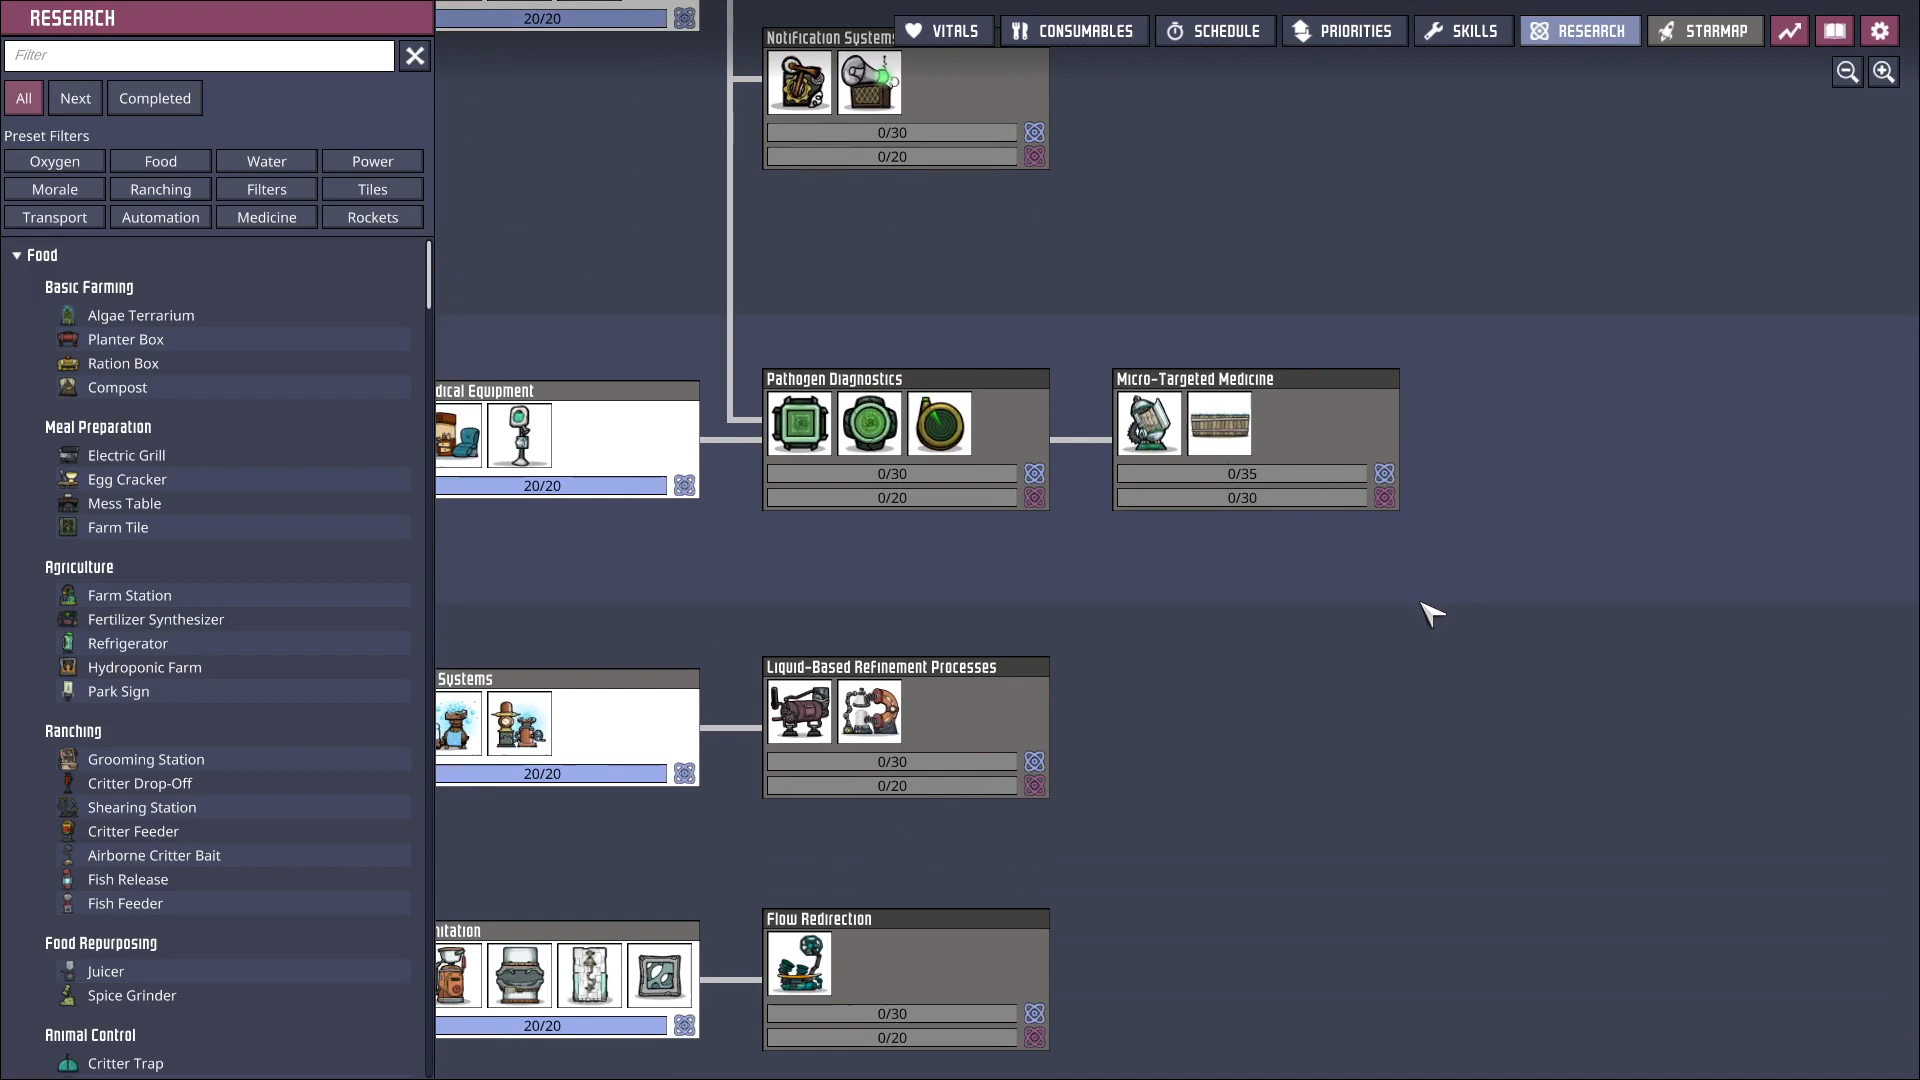 RESEARCH
Filter
All Next Completed
Preset Filters
Oxygen Food Water Power
Morale Ranching Filters Tiles
Transport Automation Medicine Rockets
Food
Basic Farming
Algae Terrarium
Planter Box
Ration Box
Compost
Meal Preparation
Electric Grill
Egg Cracker
Mess Table
Farm Tile
Agriculture
Farm Station
Fertilizer Synthesizer
Refrigerator
Hydroponic Farm
Park Sign
Ranching
Grooming Station
Critter Drop-Off
Shearing Station
Critter Feeder
Airborne Critter Bait
Fish Release
Fish Feeder
Food Repurposing
Juicer
Spice Grinder
Animal Control
Critter Trap
VITALS CONSUMABLES SCHEDULE PRIORITIES SKILLS RESEARCH STARMAP
20/20
Notification Systems
0/30
0/20
dical Equipment
20/20
Pathogen Diagnostics
0/30
0/20
Micro-Targeted Medicine
0/35
0/30
Systems
20/20
Liquid-Based Refinement Processes
0/30
0/20
nitation
20/20
Flow Redirection
0/30
0/20